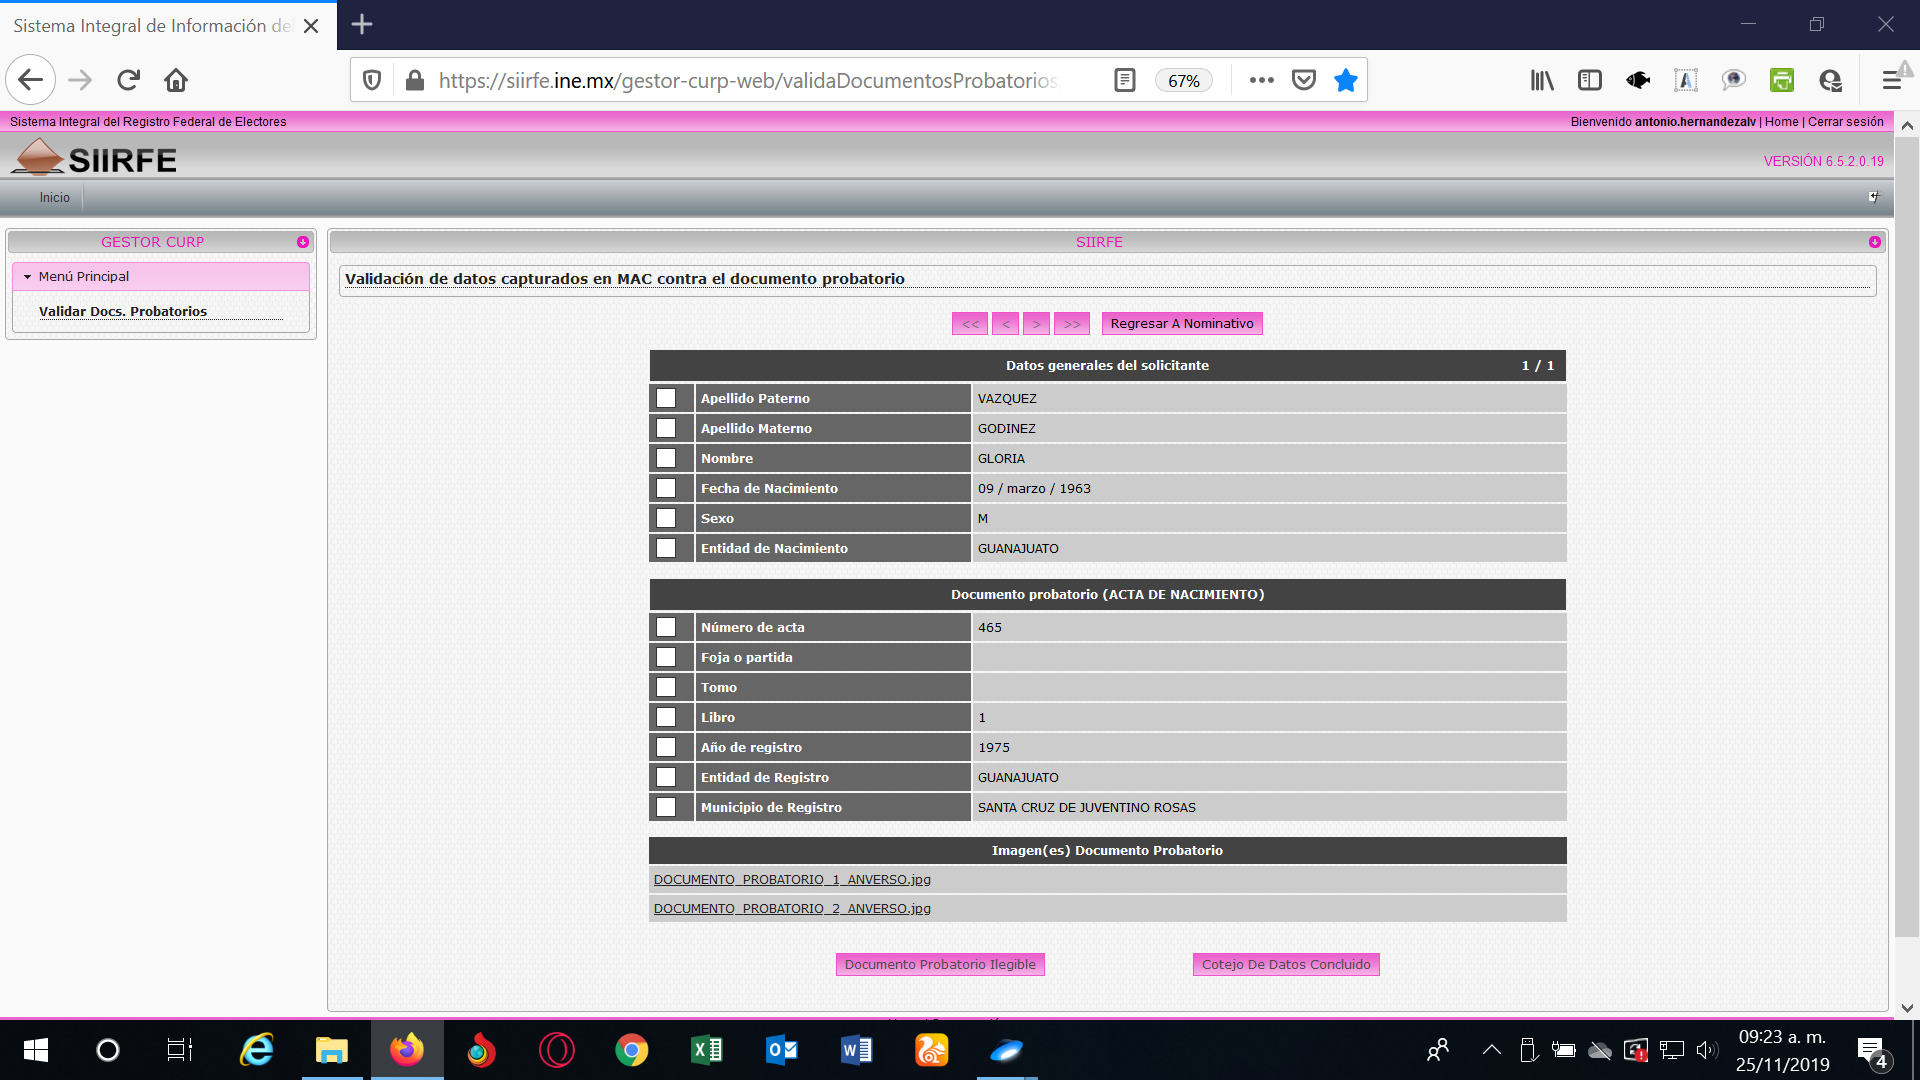 Sistema Integral de Información de
https://siirfe.ine.mx/gestor-curp-web/validaDocumentosProbatorios
67%
Sistema Integral del Registro Federal de Electores
Bienvenido antonio.hernandezalv | Home | Cerrar sesión
SIIRFE
VERSIÓN 6.5.2.0.19
Inicio
GESTOR CURP
SIIRFE
Menú Principal
Validar Docs. Probatorios
Validación de datos capturados en MAC contra el documento probatorio
<< < > >> Regresar A Nominativo
Datos generales del solicitante 1 / 1
Apellido Paterno VAZQUEZ
Apellido Materno GODINEZ
Nombre GLORIA
Fecha de Nacimiento 09 / marzo / 1963
Sexo M
Entidad de Nacimiento GUANAJUATO
Documento probatorio (ACTA DE NACIMIENTO)
Número de acta 465
Foja o partida
Tomo
Libro 1
Año de registro 1975
Entidad de Registro GUANAJUATO
Municipio de Registro SANTA CRUZ DE JUVENTINO ROSAS
Imagen(es) Documento Probatorio
DOCUMENTO_PROBATORIO_1_ANVERSO.jpg
DOCUMENTO_PROBATORIO_2_ANVERSO.jpg
Documento Probatorio Ilegible Cotejo De Datos Concluido
09:23 a. m.
25/11/2019
4